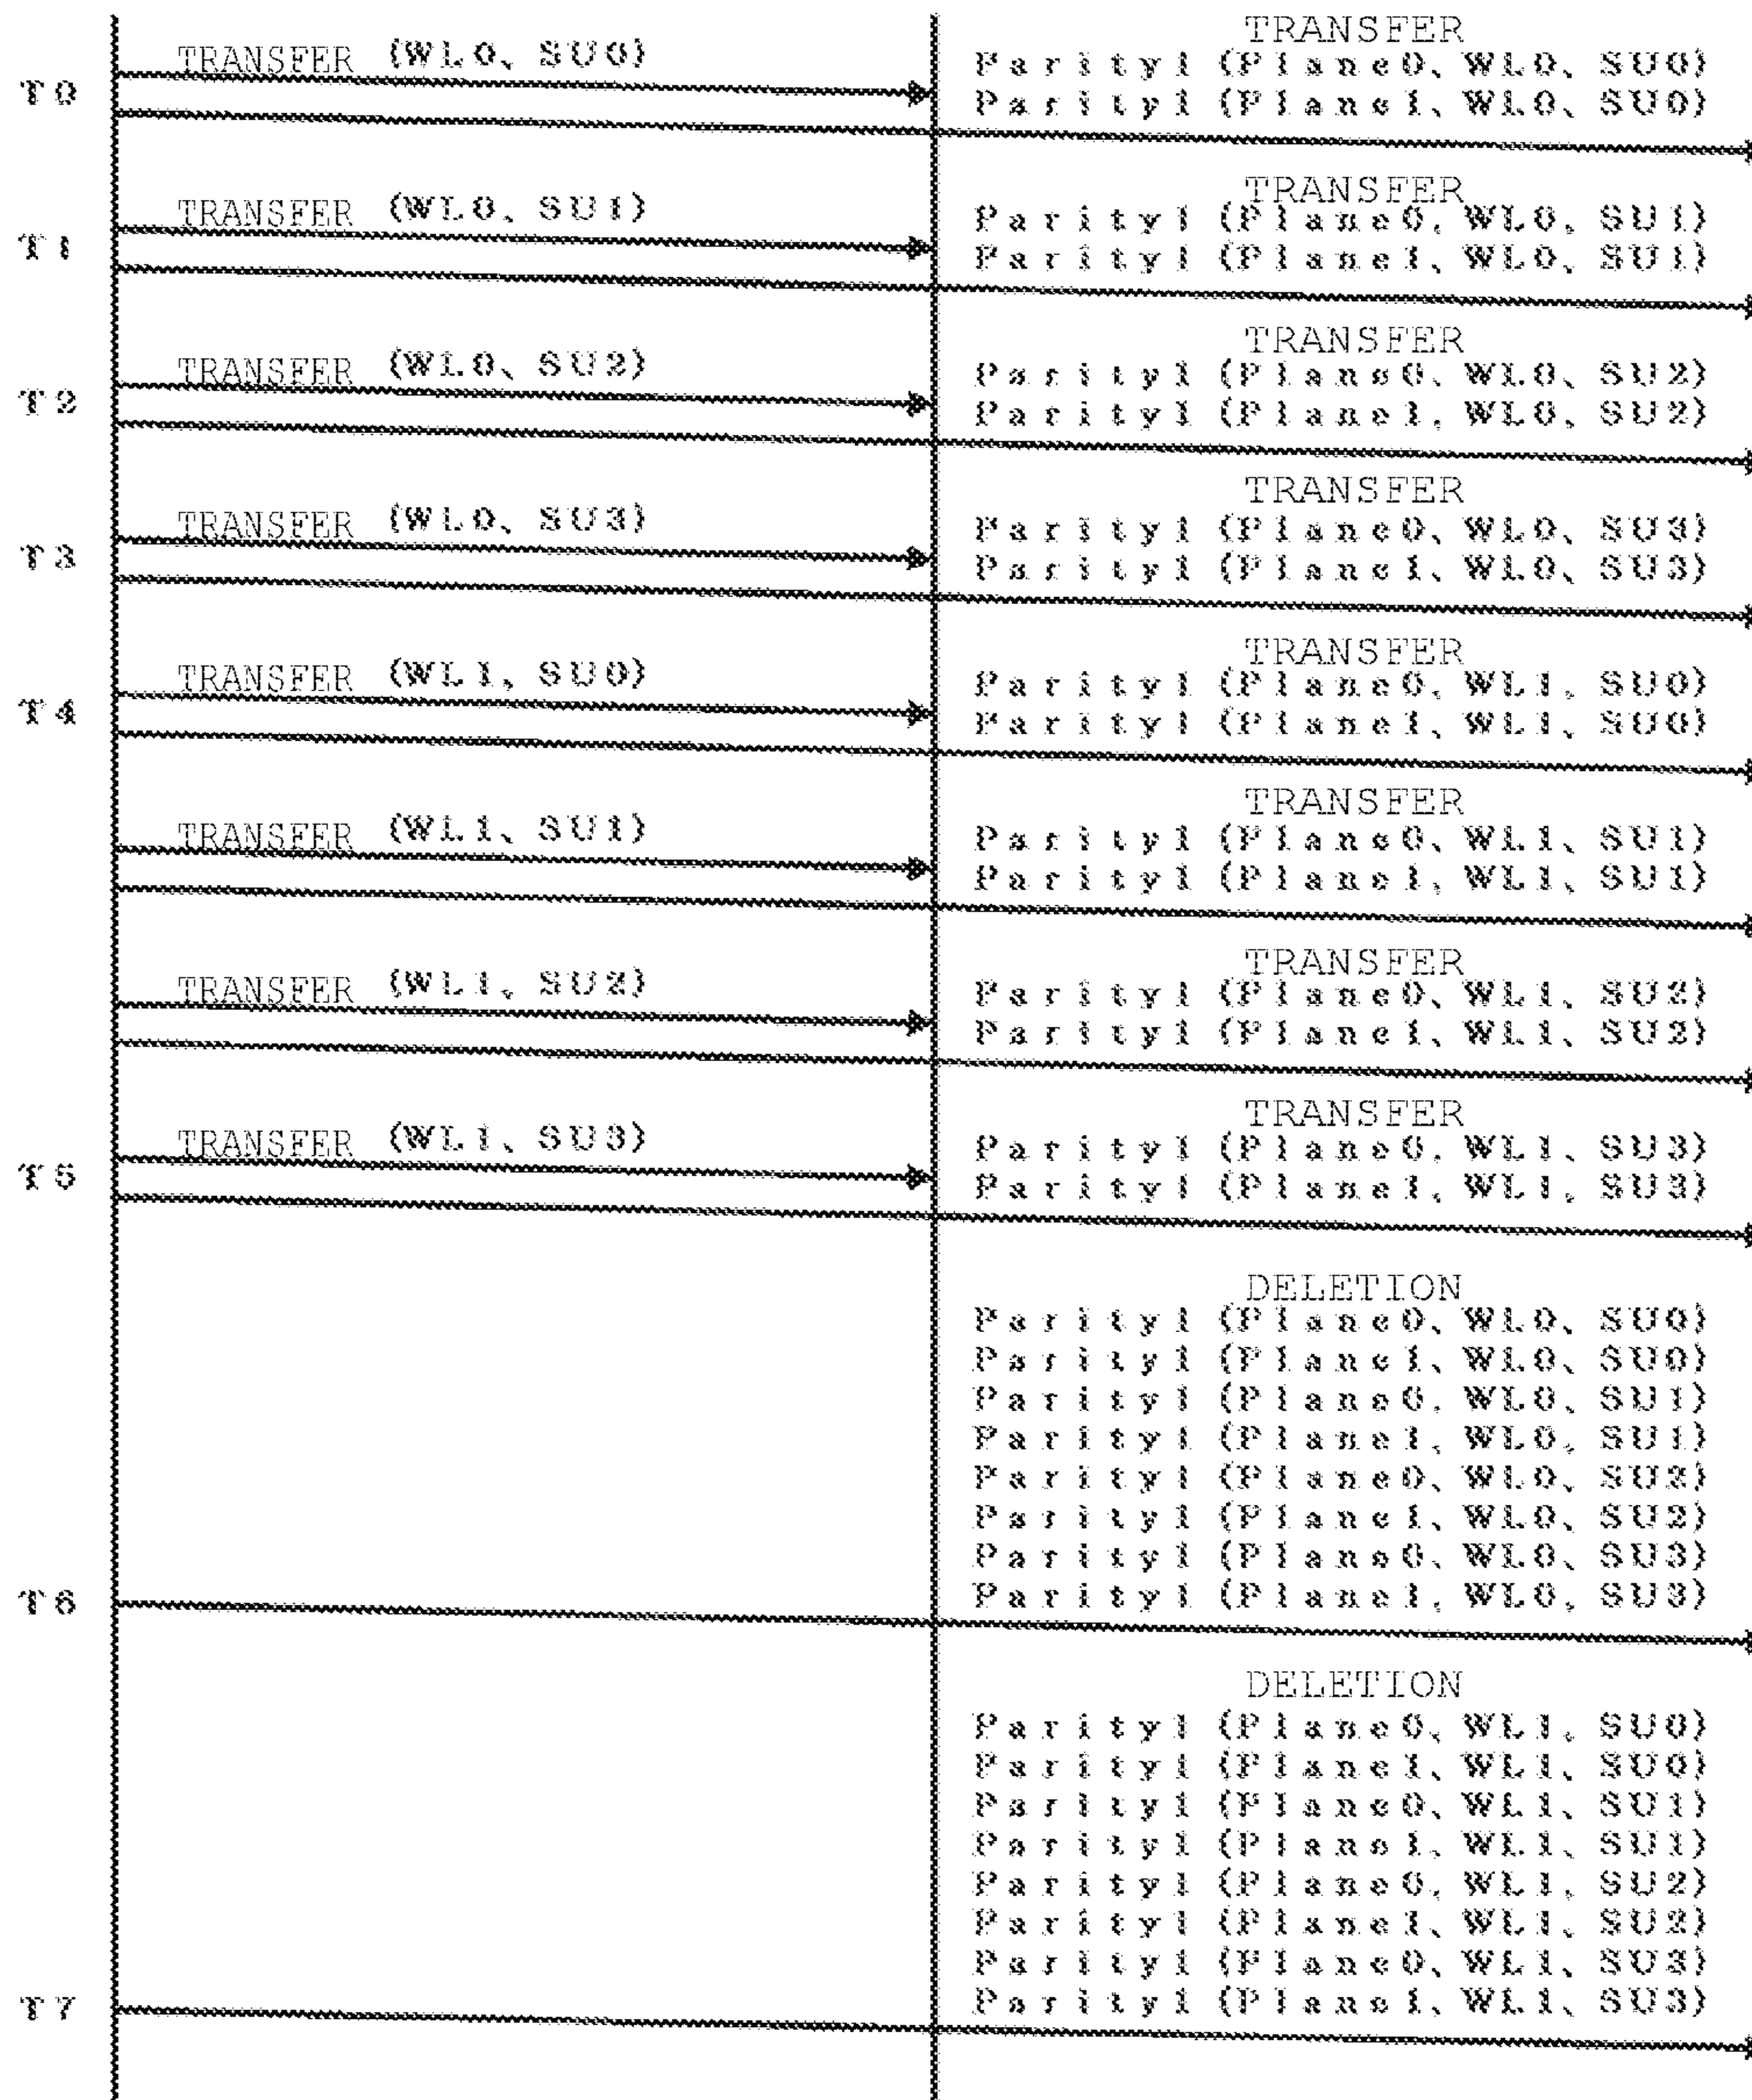 TRANSFER
TRANSFER (WL0, SU0)
Parity1 (Plane0, WL0, SU0)
T0
Parity1 (Plane1, WL0, SU0)
TRANSFER
TRANSFER (WL0, SU1)
Parity1 (Plane0, WL0, SU1)
T1
Parity1 (Plane1, WL0, SU1)
TRANSFER
TRANSFER (WL0, SU2)
Parity1 (Plane0, WL0, SU2)
T2
Parity1 (Plane1, WL0, SU2)
TRANSFER
TRANSFER (WL0, SU3)
Parity1 (Plane0, WL0, SU3)
T3
Parity1 (Plane1, WL0, SU3)
TRANSFER
TRANSFER (WL1, SU0)
Parity1 (Plane0, WL1, SU0)
T4
Parity1 (Plane1, WL1, SU0)
TRANSFER
TRANSFER (WL1, SU1)
Parity1 (Plane0, WL1, SU1)
Parity1 (Plane1, WL1, SU1)
TRANSFER
TRANSFER (WL1, SU2)
Parity1 (Plane0, WL1, SU2)
Parity1 (Plane1, WL1, SU2)
TRANSFER
TRANSFER (WL1, SU3)
Parity1 (Plane0, WL1, SU3)
T5
Parity1 (Plane1, WL1, SU3)
DELETION
Parity1 (Plane0, WL0, SU0)
Parity1 (Plane1, WL0, SU0)
Parity1 (Plane0, WL0, SU1)
Parity1 (Plane1, WL0, SU1)
Parity1 (Plane0, WL0, SU2)
Parity1 (Plane1, WL0, SU2)
Parity1 (Plane0, WL0, SU3)
T6
Parity1 (Plane1, WL0, SU3)
DELETION
Parity1 (Plane0, WL1, SU0)
Parity1 (Plane1, WL1, SU0)
Parity1 (Plane0, WL1, SU1)
Parity1 (Plane1, WL1, SU1)
Parity1 (Plane0, WL1, SU2)
Parity1 (Plane1, WL1, SU2)
Parity1 (Plane0, WL1, SU3)
T7
Parity1 (Plane1, WL1, SU3)